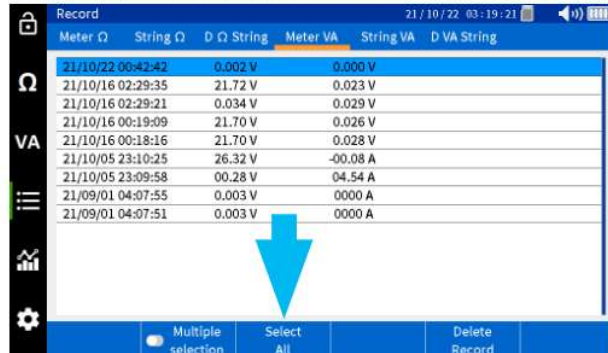 Record 21/10/22 03:19:21
Meter Ω String Ω D Ω String Meter VA String VA D VA String
21/10/22 00:42:42 0.002 V 0.000 V
Ω 21/10/16 02:29:35 21.72 V 0.023 V
21/10/16 02:29:21 0.034 V 0.029 V
21/10/16 00:19:09 21.70 V 0.026 V
VA 21/10/16 00:18:16 21.70 V 0.028 V
21/10/05 23:10:25 26.32 V -00.08 A
21/10/05 23:09:58 00.28 V 04.54 A
21/09/01 04:07:55 0.003 V 0000 A
21/09/01 04:07:51 0.003 V 0000 A
Multiple Select Delete
selection All Record